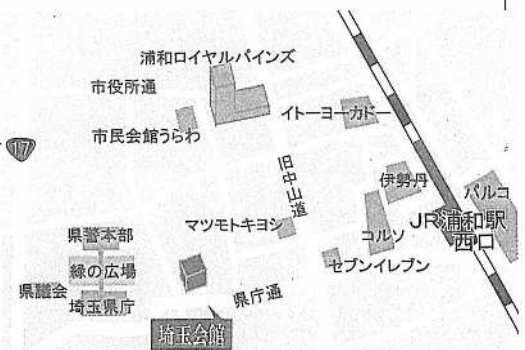 浦和ロイヤルパインズ
市役所通
イトーヨーカドー
市民会館うらわ
17
旧中山道
伊勢丹
パルコ
マツモトキヨシ
コルソ
JR浦和駅
西口
県警本部
セブンイレブン
緑の広場
県議会
埼玉県庁
県庁通
埼玉会館